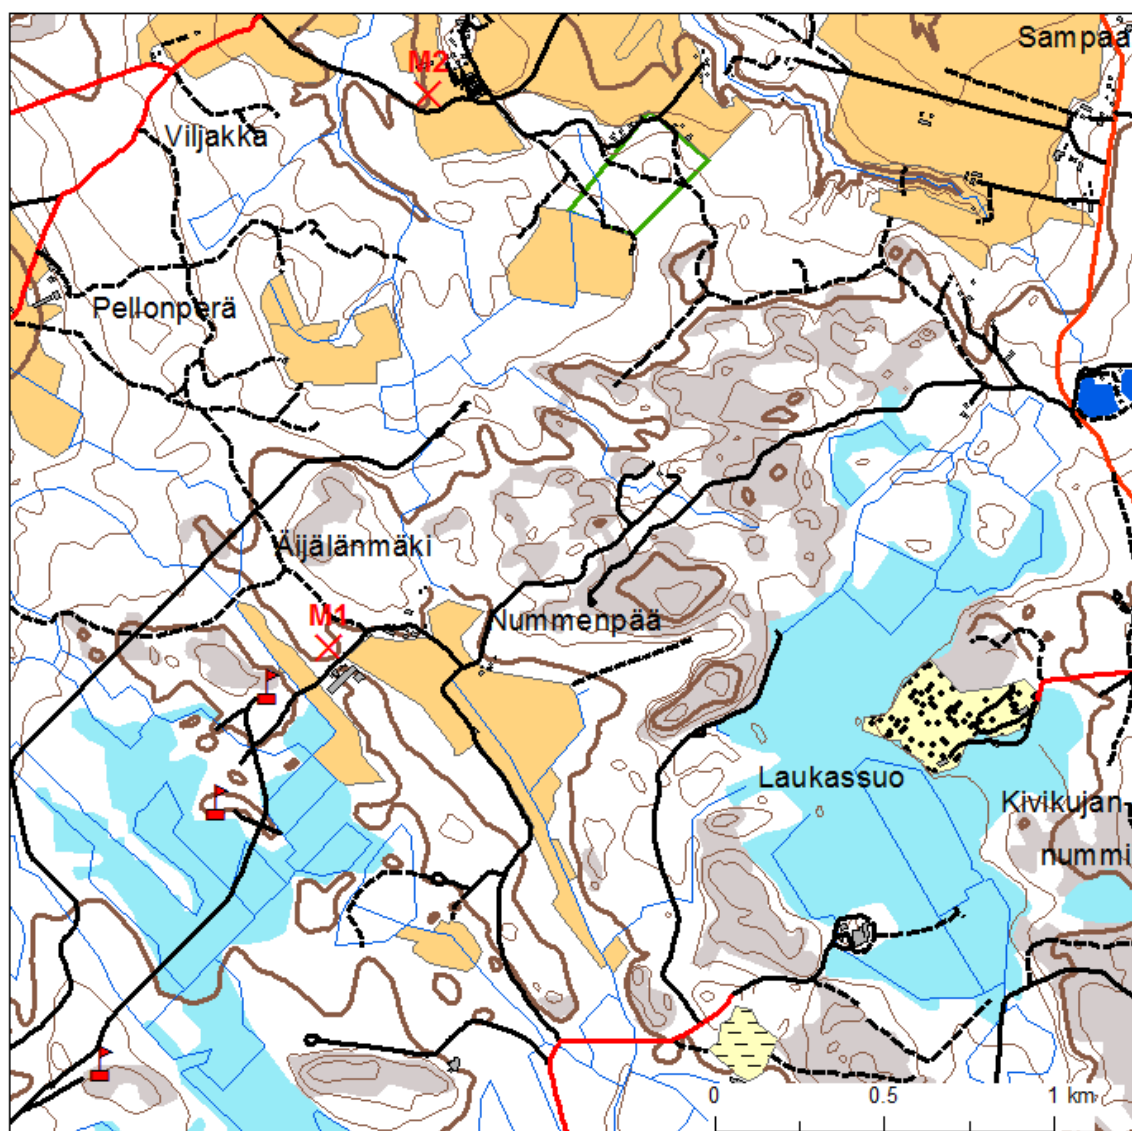 Sampaa
M2
Viljakka
Pellonperä
Äijälänmäki
M1
Nummenpää
Laukassuo
Kivikujan-
nummi
0 0.5 1 km